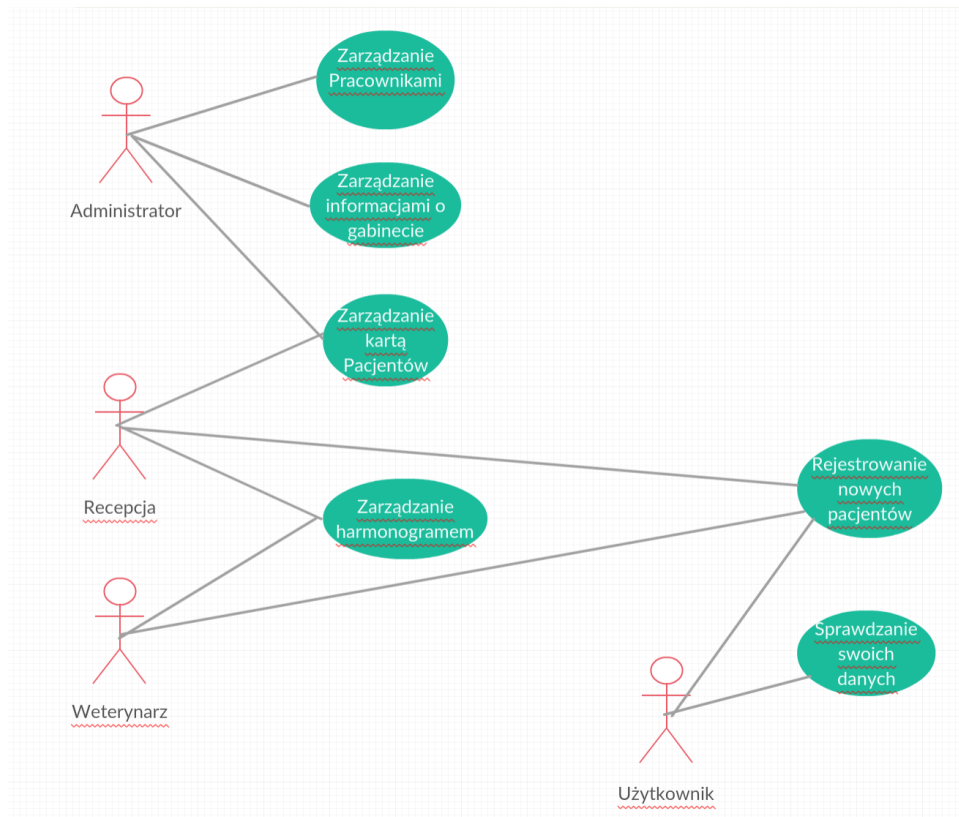 Zarządzanie
Pracownikami
Administrator
Zarządzanie
informacjami o
gabinecie
Zarządzanie
kartą
Pacjentów
Recepcja
Rejestrowanie
nowych
pacjentów
Zarządzanie
harmonogramem
Weterynarz
Sprawdzanie
swoich
danych
Użytkownik